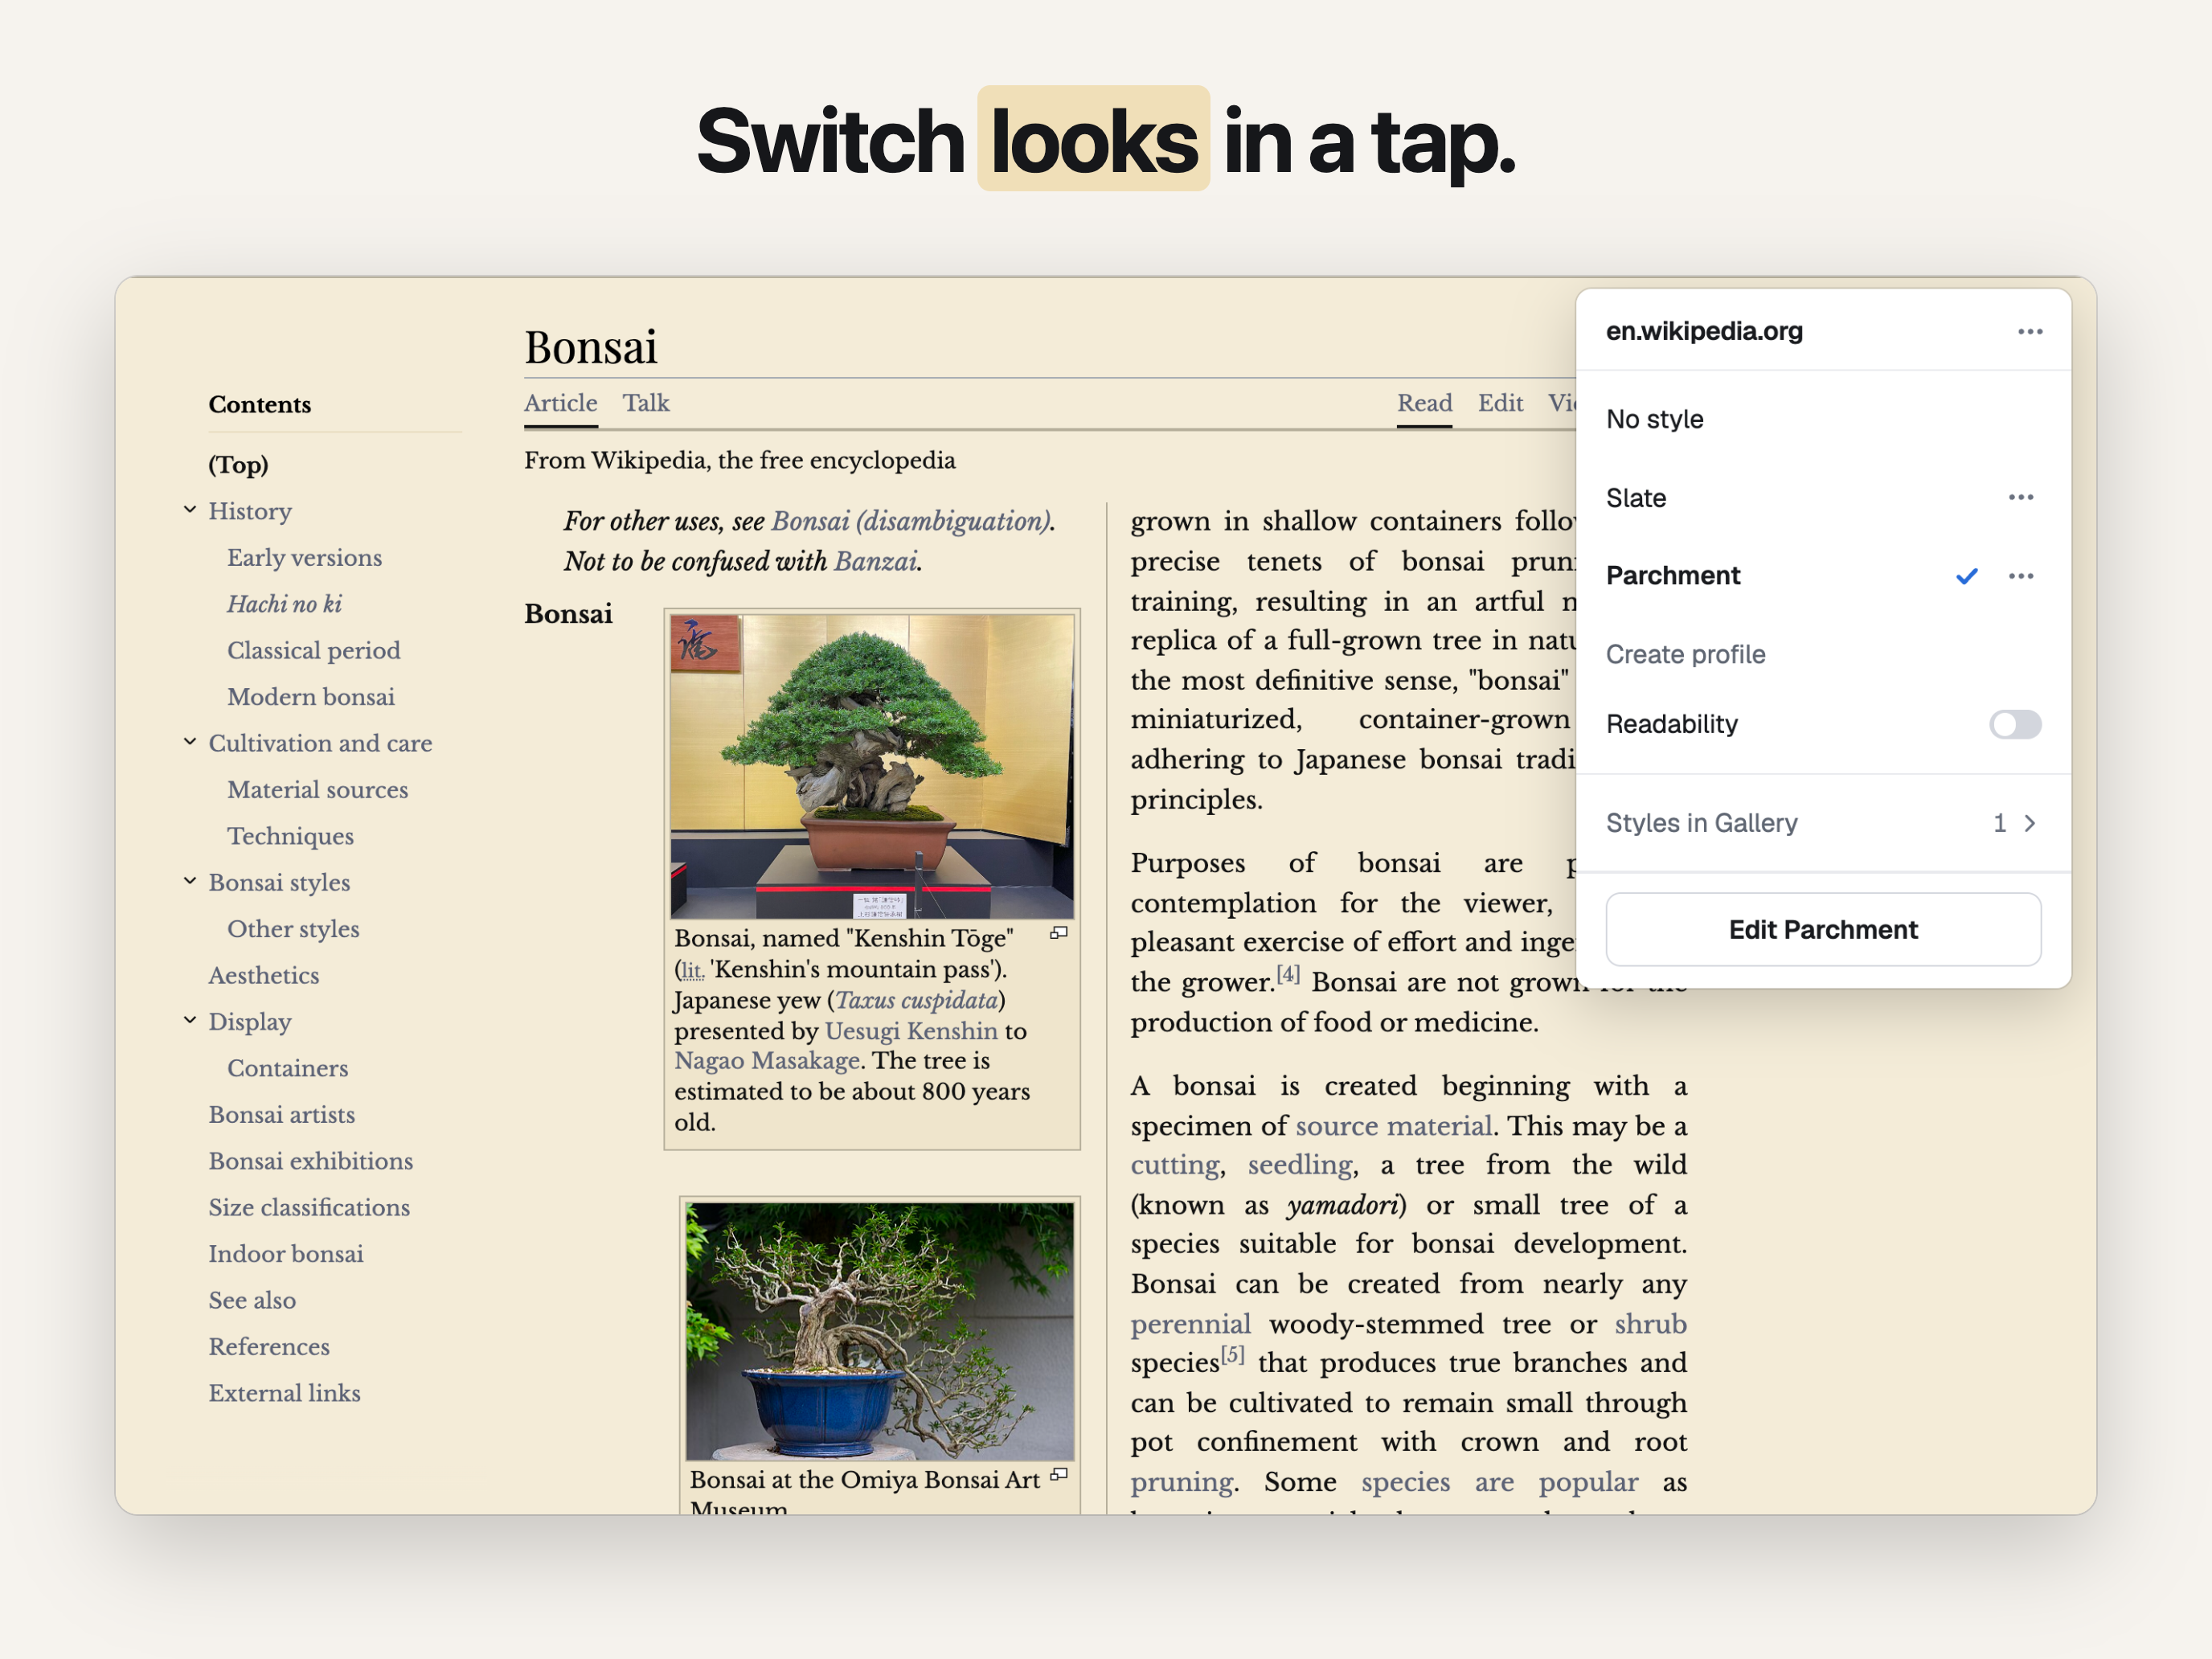 Switch looks in a tap.
Bonsai
Article Talk
Read Edit
From Wikipedia, the free encyclopedia
Contents
(Top)
History
Early versions
Hachi no ki
Classical period
Modern bonsai
Cultivation and care
Material sources
Techniques
Bonsai styles
Other styles
Aesthetics
Display
Containers
Bonsai artists
Bonsai exhibitions
Size classifications
Indoor bonsai
See also
References
External links
For other uses, see Bonsai (disambiguation).
Not to be confused with Banzai.
Bonsai
Bonsai, named "Kenshin Tōge"
(lit. 'Kenshin's mountain pass').
Japanese yew (Taxus cuspidata)
presented by Uesugi Kenshin to
Nagao Masakage. The tree is
estimated to be about 800 years
old.
Bonsai at the Omiya Bonsai Art
Museum
grown in shallow containers
precise tenets of bonsai
training, resulting in an artful
replica of a full-grown tree in
the most definitive sense, "bonsai"
miniaturized, container-grown
adhering to Japanese bonsai
principles.
Purposes of bonsai are
contemplation for the viewer,
pleasant exercise of effort and
the grower.[4] Bonsai are not grown for the
production of food or medicine.
A bonsai is created beginning with a
specimen of source material. This may be a
cutting, seedling, a tree from the wild
(known as yamadori) or small tree of a
species suitable for bonsai development.
Bonsai can be created from nearly any
perennial woody-stemmed tree or shrub
species[5] that produces true branches and
can be cultivated to remain small through
pot confinement with crown and root
pruning. Some species are popular as
en.wikipedia.org
No style
Slate
Parchment
Create profile
Readability
Styles in Gallery 1
Edit Parchment